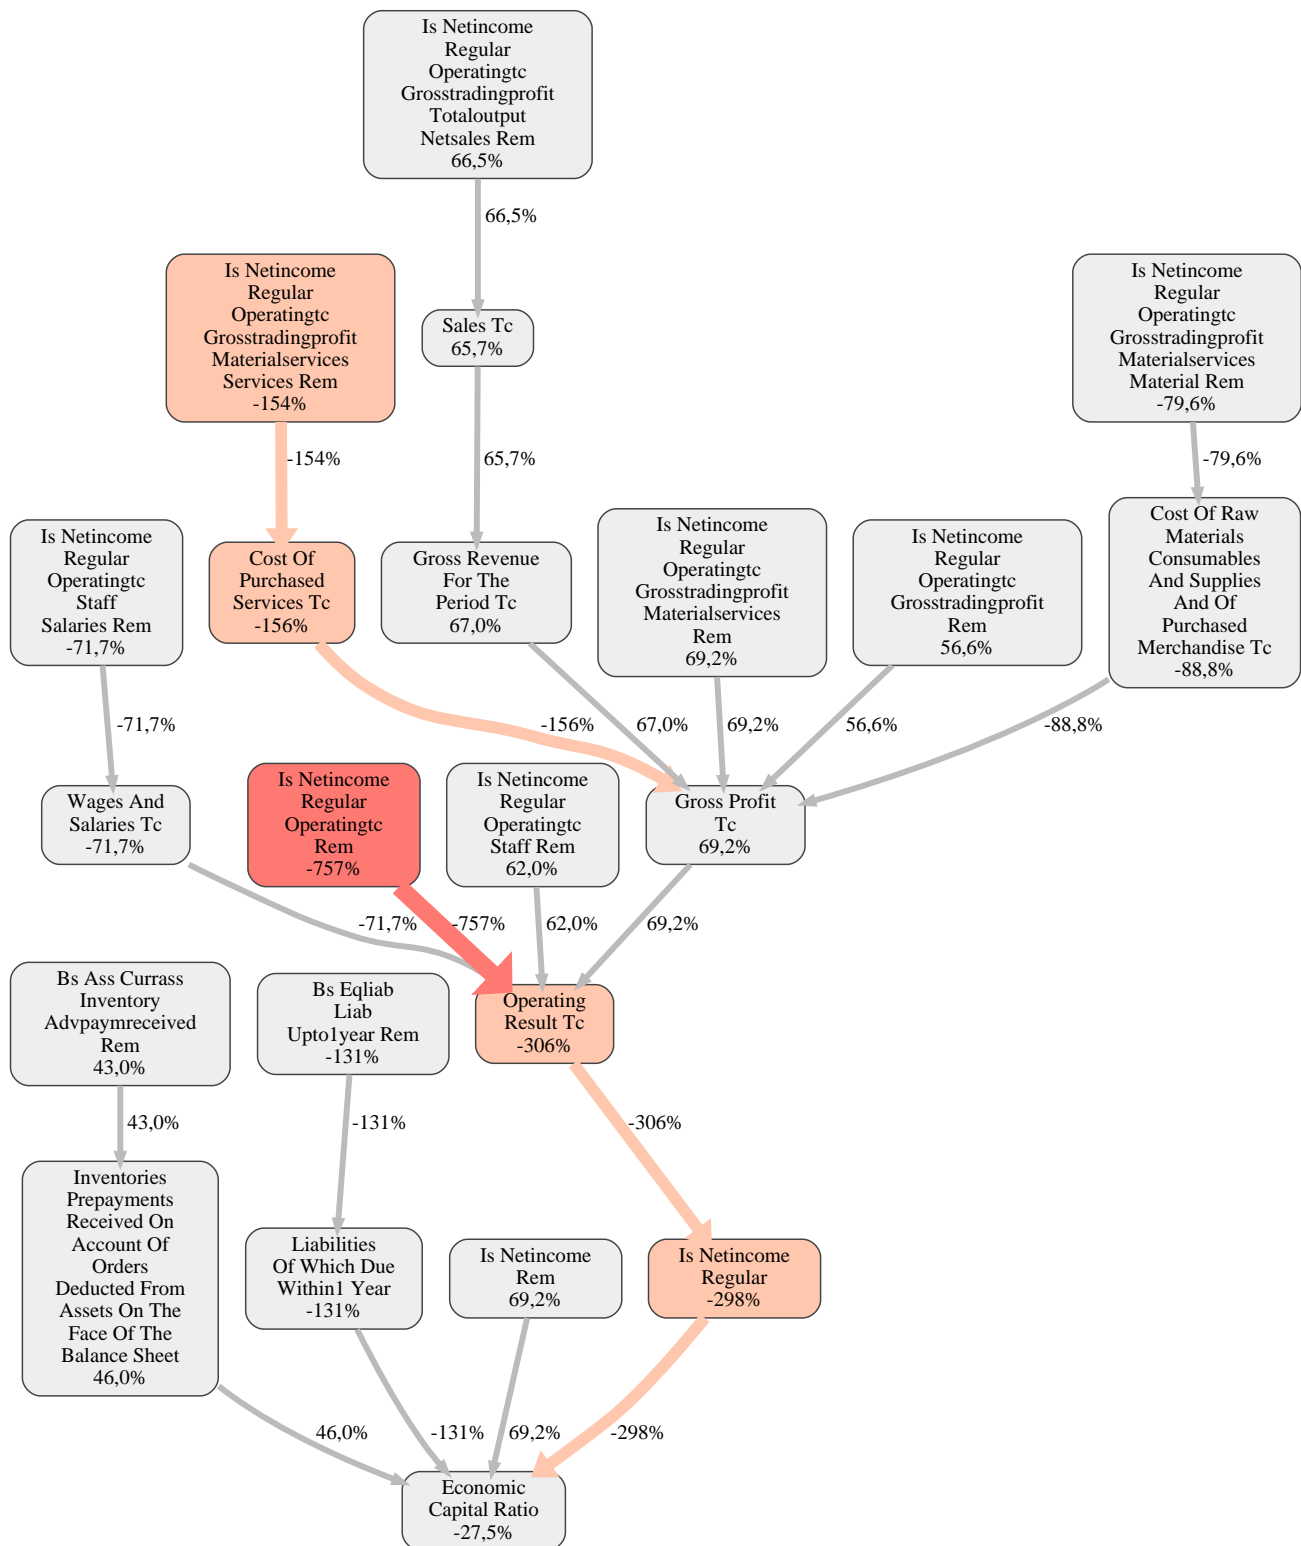 Is Netincome
Regular
Operatingtc
Grosstradingprofit
Totaloutput
Netsales Rem
66,5%
66,5%
Is Netincome
Regular
Operatingtc
Grosstradingprofit
Materialservices
Services Rem
-154%
Sales Tc
65,7%
Is Netincome
Regular
Operatingtc
Grosstradingprofit
Materialservices
Material Rem
-79,6%
-154%
65,7%
-79,6%
Is Netincome
Regular
Operatingtc
Staff
Salaries Rem
-71,7%
Cost Of
Purchased
Services Tc
-156%
Gross Revenue
For The
Period Tc
67,0%
Is Netincome
Regular
Operatingtc
Grosstradingprofit
Materialservices
Rem
69,2%
Is Netincome
Regular
Operatingtc
Grosstradingprofit
Rem
56,6%
Cost Of Raw
Materials
Consumables
And Supplies
And Of
Purchased
Merchandise Tc
-88,8%
-71,7%
-156%
67,0%
69,2%
56,6%
-88,8%
Wages And
Salaries Tc
-71,7%
Is Netincome
Regular
Operatingtc
Rem
-757%
Is Netincome
Regular
Operatingtc
Staff Rem
62,0%
Gross Profit
Tc
69,2%
-71,7%
-757%
62,0%
69,2%
Bs Ass Currass
Inventory
Advpaymreceived
Rem
43,0%
Bs Eqliab
Liab
Upto1year Rem
-131%
Operating
Result Tc
-306%
43,0%
-131%
-306%
Inventories
Prepayments
Received On
Account Of
Orders
Deducted From
Assets On The
Face Of The
Balance Sheet
46,0%
Liabilities
Of Which Due
Within1 Year
-131%
Is Netincome
Rem
69,2%
Is Netincome
Regular
-298%
46,0%
-131%
69,2%
-298%
Economic
Capital Ratio
-27,5%